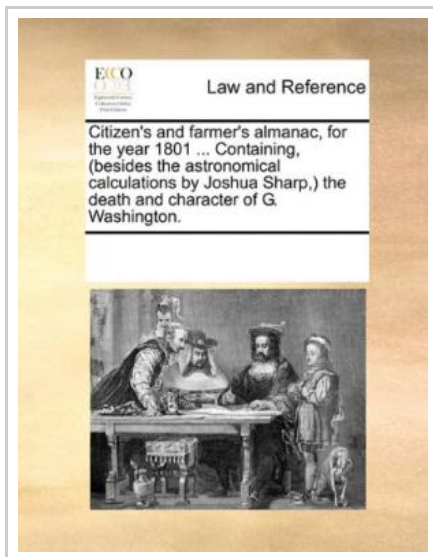 ECCO
Law and Reference
Citizen's and farmer's almanac, for
the year 1801 ... Containing,
(besides the astronomical
calculations by Joshua Sharp,) the
death and character of G.
Washington.